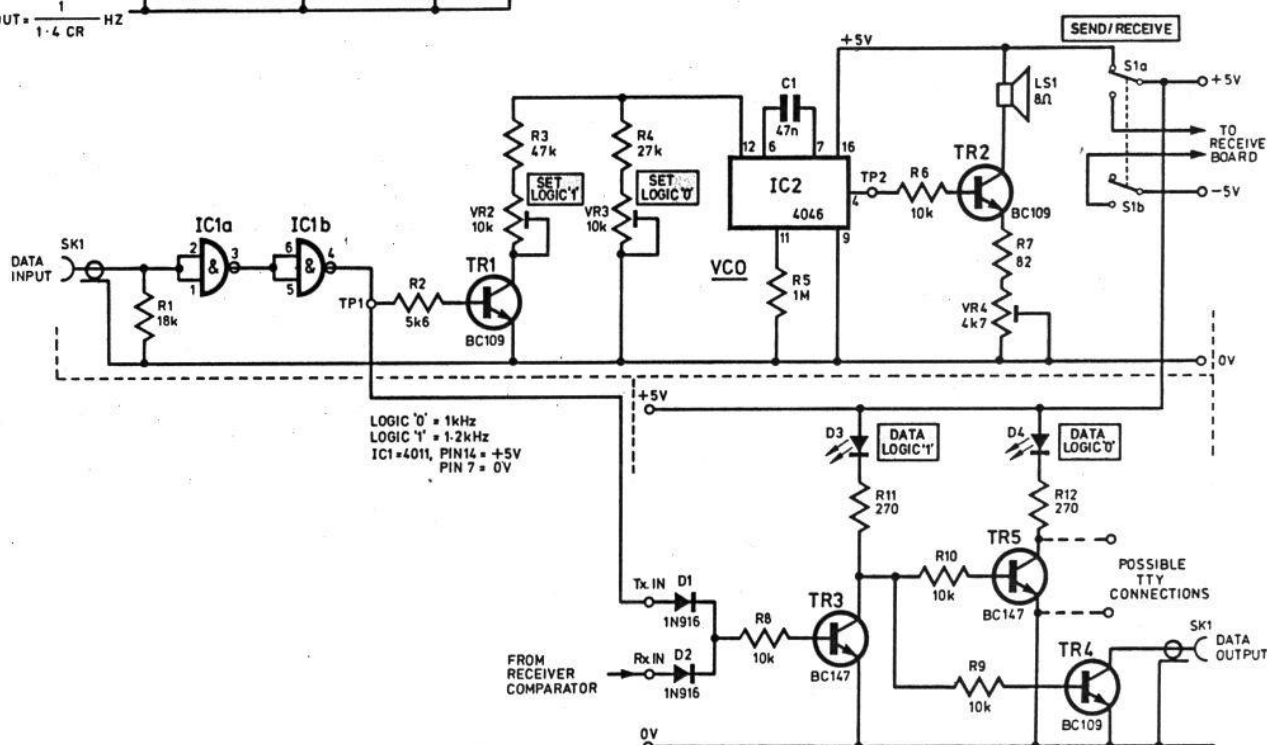 OUT = 1 / 1·4 CR HZ
SEND/RECEIVE
+5V
S1a
+5V
TO
RECEIVE
BOARD
-5V
S1b
LS1
8Ω
C1
47n
R3
47k
R4
27k
12
6
7
16
IC2
4046
TP2
4
R6
10k
TR2
BC109
SET
LOGIC '1'
VR2
10k
SET
LOGIC '0'
VR3
10k
11
9
R7
82
VCO
R5
1M
VR4
4k7
IC1a
IC1b
DATA
INPUT
SK1
2
&
3
1
6
&
4
5
R1
18k
TP1
R2
5k6
TR1
BC109
0V
+5V
LOGIC '0' = 1kHz
LOGIC '1' = 1·2kHz
IC1=4011, PIN14 = +5V
PIN 7 = 0V
D3
DATA
LOGIC '1'
D4
DATA
LOGIC '0'
R11
270
R12
270
TR5
R10
10k
BC147
POSSIBLE
TTY
CONNECTIONS
Tx. IN
D1
1N916
R8
10k
TR3
BC147
FROM
RECEIVER
COMPARATOR
Rx IN
D2
1N916
R9
10k
TR4
BC109
SK1
DATA
OUTPUT
0V